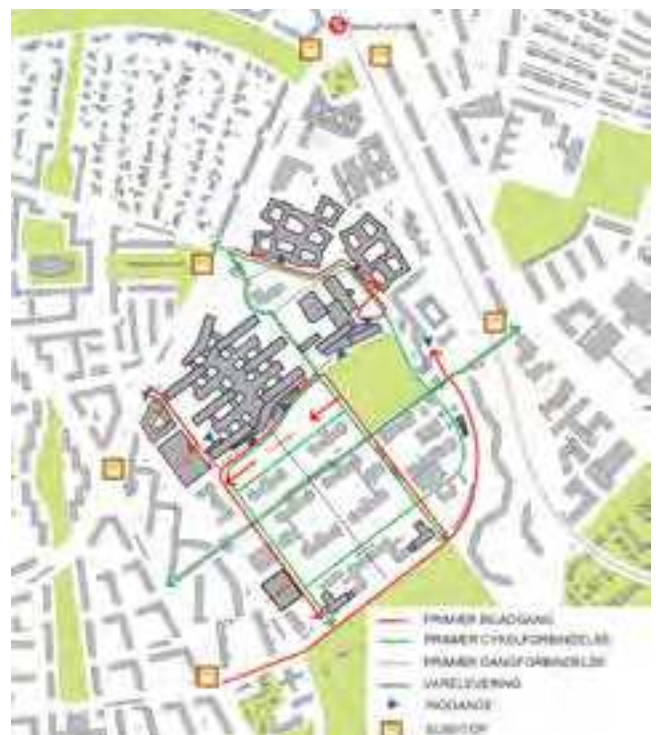 PRIMÆR BILADGANG
PRIMÆR CYKELFORBINDELSE
PRIMÆR GANGFORBINDELSE
VARELEVERING
INDGANGE
BUSSTOP